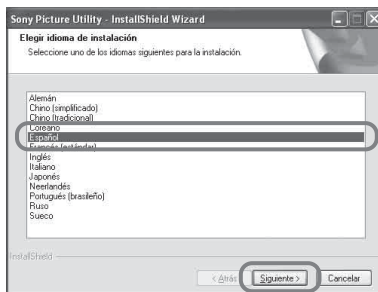 Sony Picture Utility - InstallShield Wizard
Elegir idioma de instalación
Seleccione uno de los idiomas siguientes para la instalación.
Alemán
Chino (simplificado)
Chino (tradicional)
Coreano
Español
Francés (estándar)
Inglés
Italiano
Japonés
Neerlandés
Portugués (brasileño)
Ruso
Sueco
InstallShield
< Atrás
Siguiente >
Cancelar